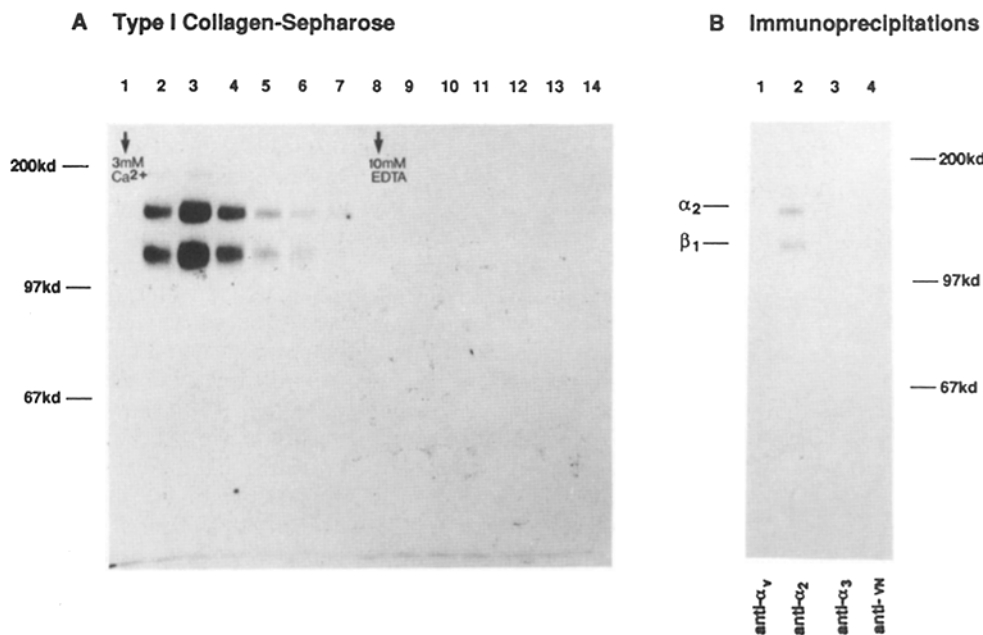 A Type I Collagen-Sepharose
1 2 3 4 5 6 7 8 9 10 11 12 13 14
3mM
Ca2+
10mM
EDTA
200kd
97kd
67kd
B Immunoprecipitations
1 2 3 4
α2
β1
200kd
97kd
67kd
anti-αv
anti-α2
anti-α3
anti-VN